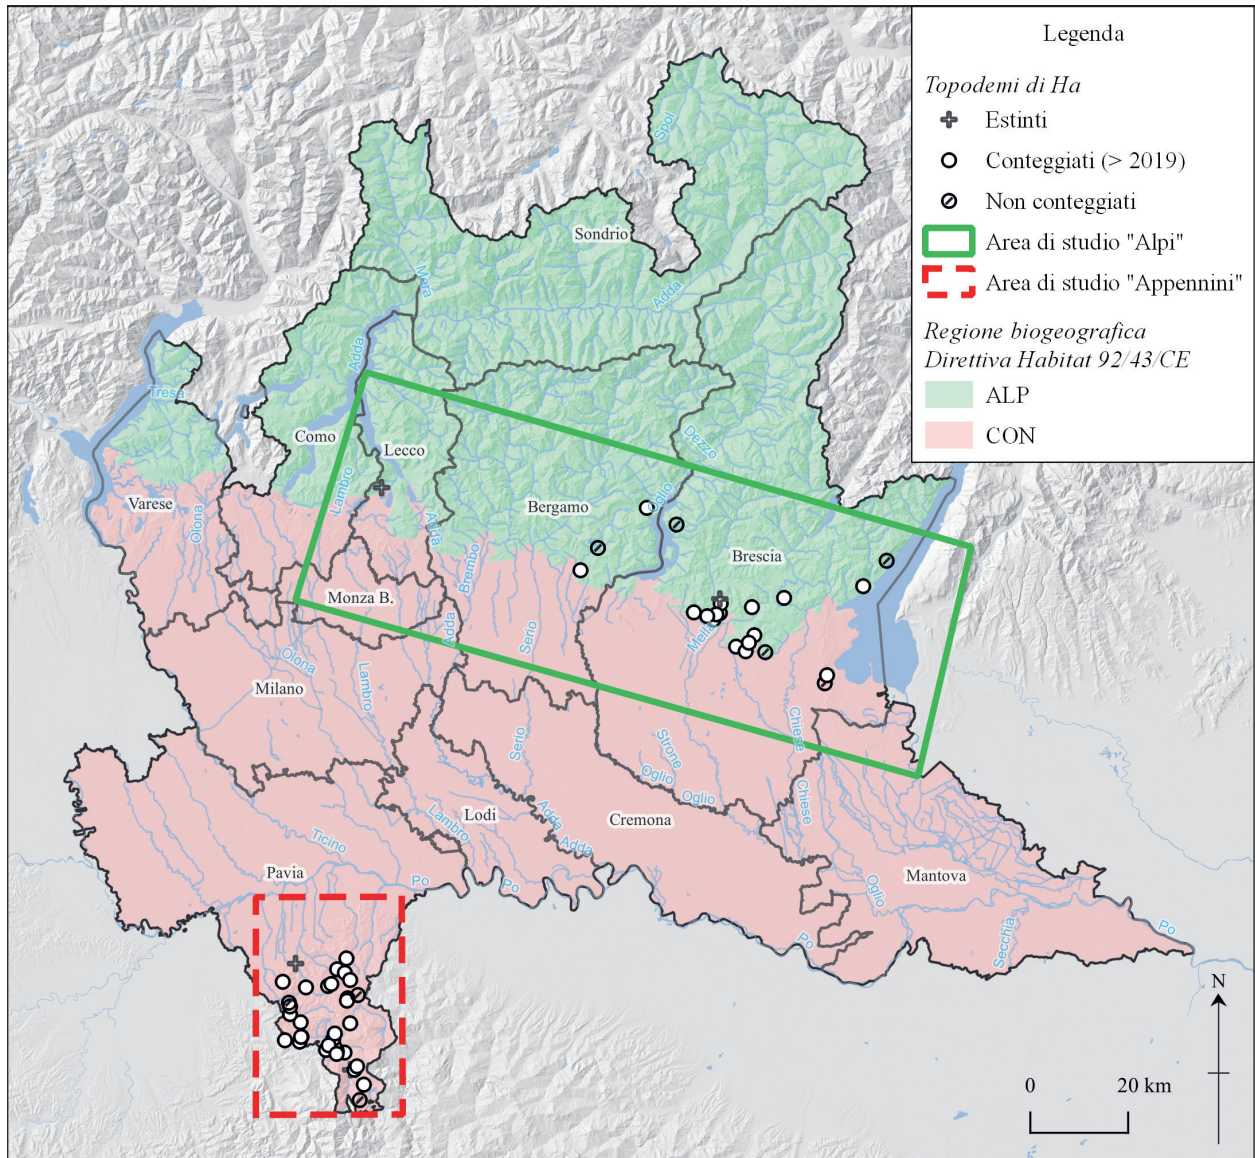 Legenda
Topodemi di Ha
Estinti
Conteggiati (> 2019)
Non conteggiati
Area di studio "Alpi"
Area di studio "Appennini"
Regione biogeografica
Direttiva Habitat 92/43/CE
ALP
CON
Spöl
Sondrio
Mera
Adda
Adda
Tresa
Como
Lecco
Dezzo
Lambro
Varese
Olona
Bergamo
Oglio
Adda
Brescia
Brembo
Monza B.
Adda
Serio
Mella
Olona
Milano
Lambro
Chiese
Serio
Strone
Oglio
Oglio
Chiese
Lodi
Lambro
Adda
Adda
Cremona
Ticino
Pavia
Po
Po
Oglio
Mantova
Po
Secchia
Po
N
0 20 km